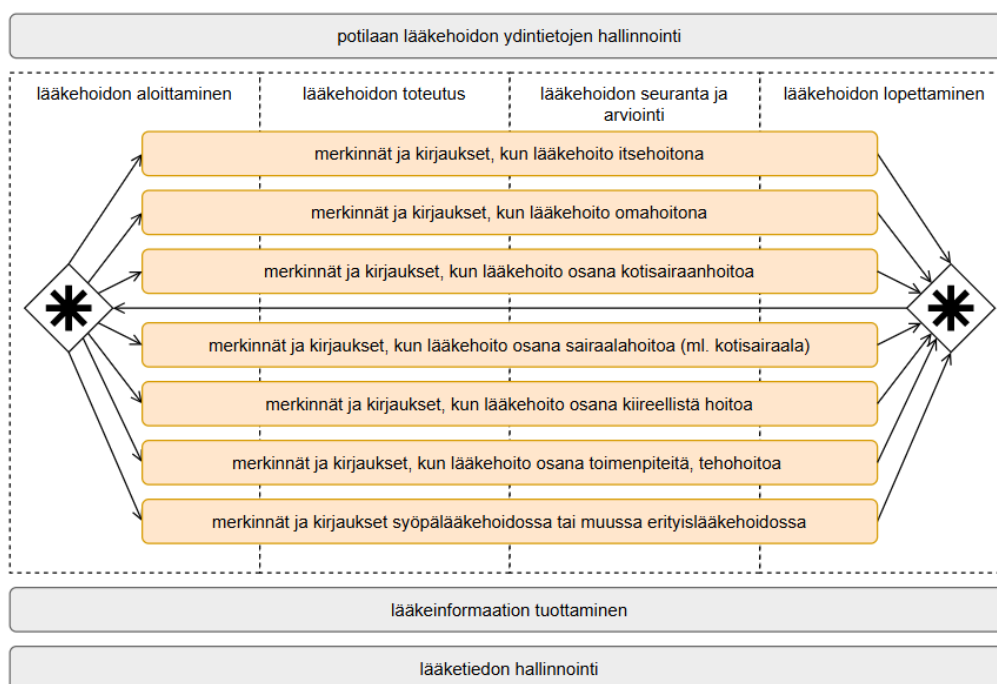 potilaan lääkehoidon ydintietojen hallinnointi
lääkehoidon aloittaminen
lääkehoidon toteutus
lääkehoidon seuranta ja
arviointi
lääkehoidon lopettaminen
merkinnät ja kirjaukset, kun lääkehoito itsehoitona
merkinnät ja kirjaukset, kun lääkehoito omahoitona
merkinnät ja kirjaukset, kun lääkehoito osana kotisairaanhoitoa
merkinnät ja kirjaukset, kun lääkehoito osana sairaalahoitoa (ml. kotisairaala)
merkinnät ja kirjaukset, kun lääkehoito osana kiireellistä hoitoa
merkinnät ja kirjaukset, kun lääkehoito osana toimenpiteitä, tehohoitoa
merkinnät ja kirjaukset syöpälääkehoidossa tai muussa erityislääkehoidossa
lääkeinformaation tuottaminen
lääketiedon hallinnointi